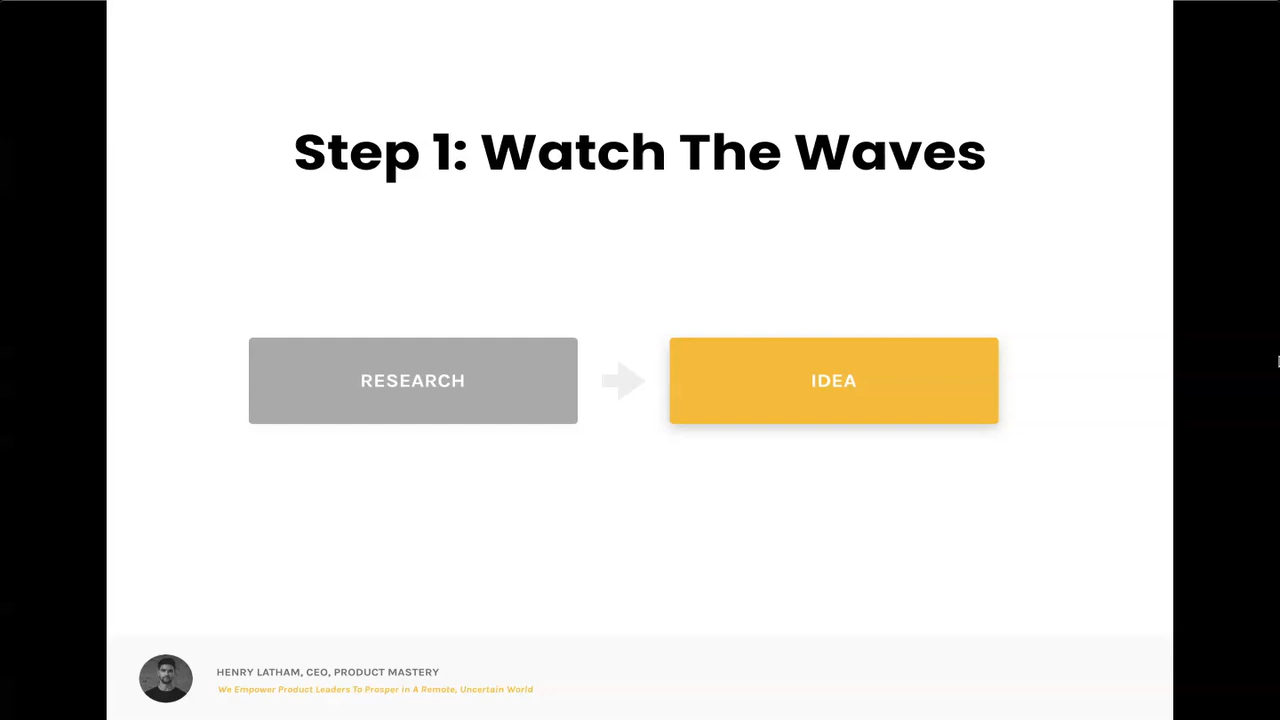 Step 1: Watch The Waves
RESEARCH
IDEA
HENRY LATHAM, CEO, PRODUCT MASTERY
We Empower Product Leaders To Prosper in A Remote, Uncertain World